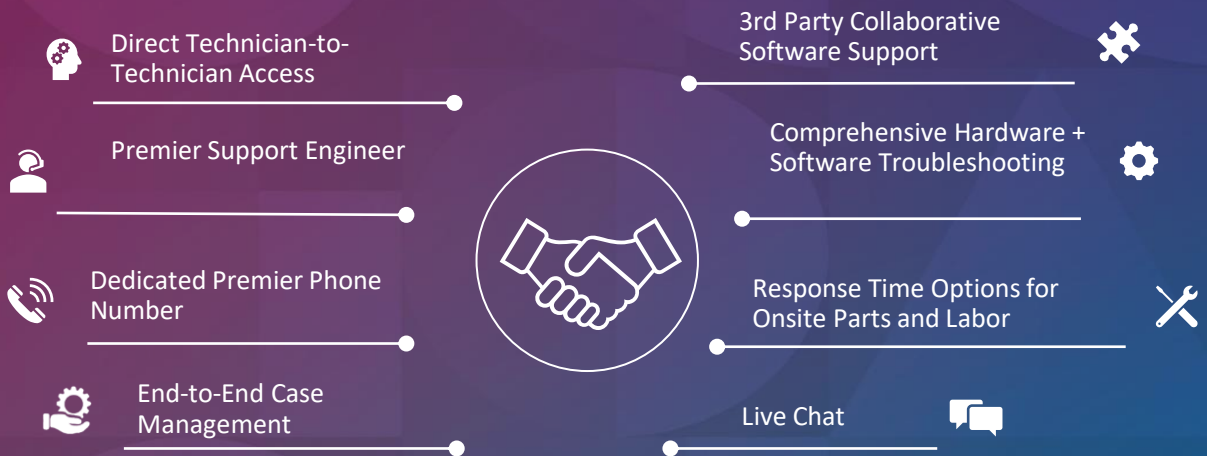 Direct Technician-to-
Technician Access
Premier Support Engineer
Dedicated Premier Phone
Number
End-to-End Case
Management
3rd Party Collaborative
Software Support
Comprehensive Hardware +
Software Troubleshooting
Response Time Options for
Onsite Parts and Labor
Live Chat